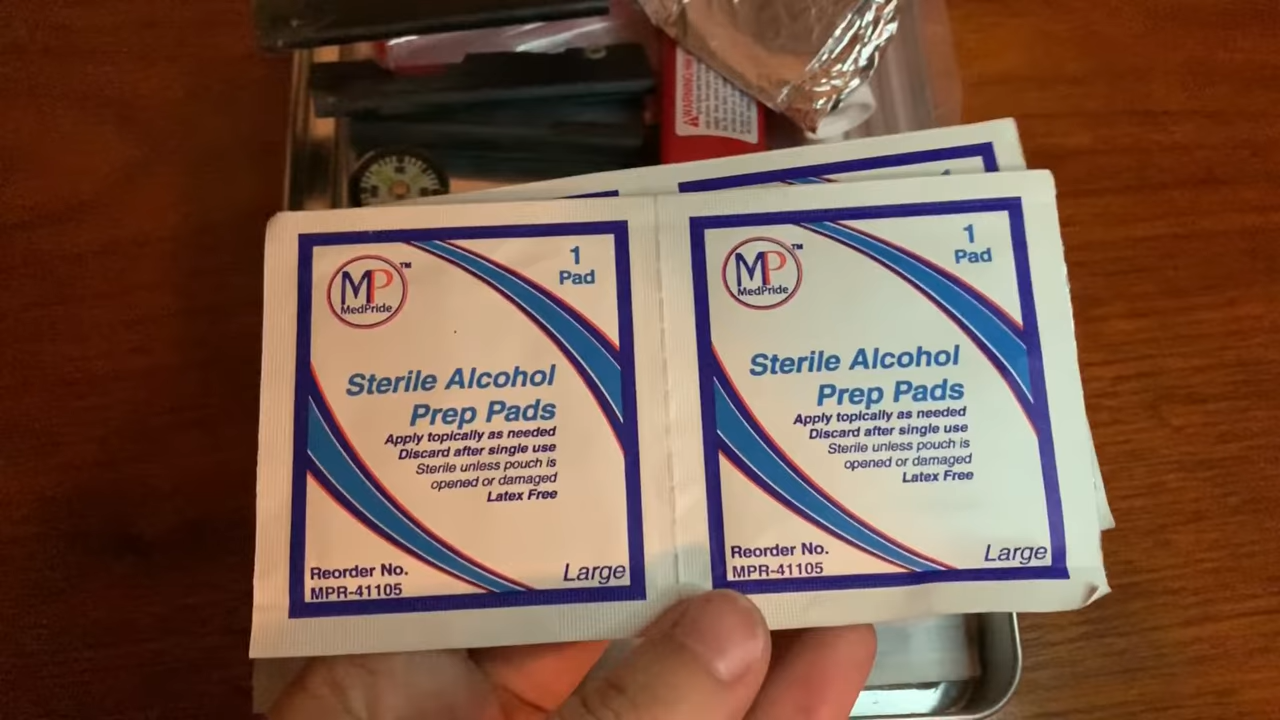 WARNING
MP
TM
MedPride
1
Pad
Sterile Alcohol
Prep Pads
Apply topically as needed
Discard after single use
Sterile unless pouch is
opened or damaged
Latex Free
Reorder No.
MPR-41105
Large
MP
TM
MedPride
1
Pad
Sterile Alcohol
Prep Pads
Apply topically as needed
Discard after single use
Sterile unless pouch is
opened or damaged
Latex Free
Reorder No.
MPR-41105
Large